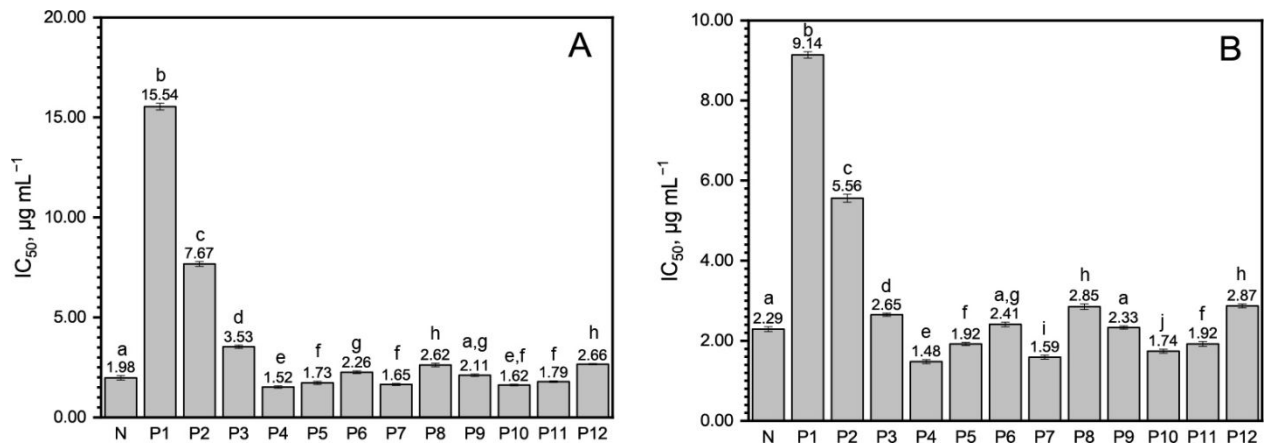 A
IC₅₀, µg mL⁻¹
20.00
15.00
10.00
5.00
0.00
a
1.98
b
15.54
c
7.67
d
3.53
e
1.52
f
1.73
g
2.26
f
1.65
h
2.62
a,g
2.11
e,f
1.62
f
1.79
h
2.66
N P1 P2 P3 P4 P5 P6 P7 P8 P9 P10 P11 P12
B
IC₅₀, µg mL⁻¹
10.00
8.00
6.00
4.00
2.00
0.00
a
2.29
b
9.14
c
5.56
d
2.65
e
1.48
f
1.92
a,g
2.41
i
1.59
h
2.85
a
2.33
j
1.74
f
1.92
h
2.87
N P1 P2 P3 P4 P5 P6 P7 P8 P9 P10 P11 P12